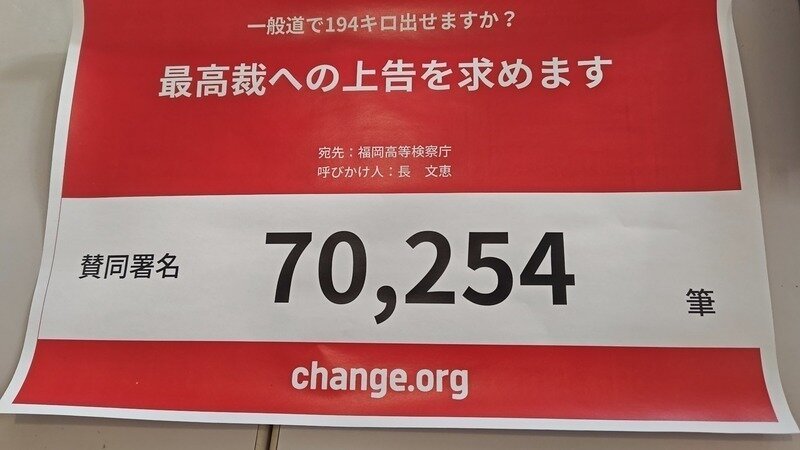 一般道で194キロ出せますか？
最高裁への上告を求めます
宛先：福岡高等検察庁
呼びかけ人：長　文恵
賛同署名 70,254 筆
change.org